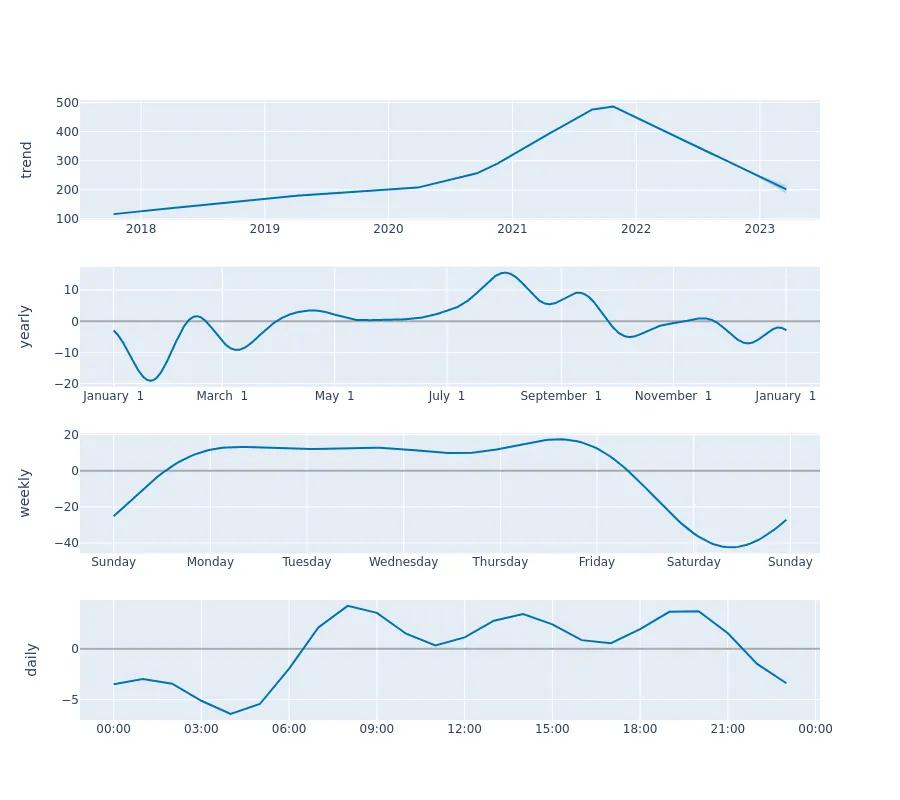 trend
500
400
300
200
100
2018 2019 2020 2021 2022 2023
yearly
10
0
−10
−20
January 1 March 1 May 1 July 1 September 1 November 1 January 1
weekly
20
0
−20
−40
Sunday Monday Tuesday Wednesday Thursday Friday Saturday Sunday
daily
0
−5
00:00 03:00 06:00 09:00 12:00 15:00 18:00 21:00 00:00